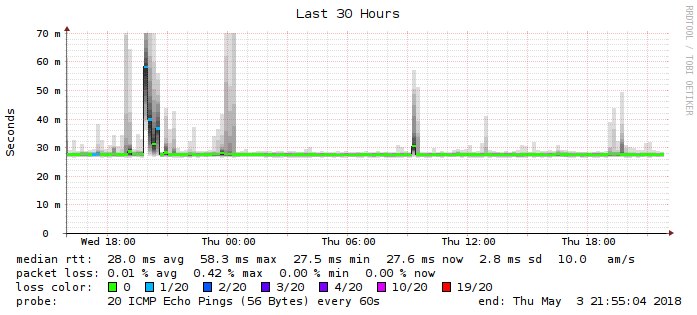 Last 30 Hours
RRDTOOL / TOBI OETIKER
Seconds
70 m
60 m
50 m
40 m
30 m
20 m
10 m
0
Wed 18:00 Thu 00:00 Thu 06:00 Thu 12:00 Thu 18:00
median rtt: 28.0 ms avg 58.3 ms max 27.5 ms min 27.6 ms now 2.8 ms sd 10.0 am/s
packet loss: 0.01 % avg 0.42 % max 0.00 % min 0.00 % now
loss color: 0 1/20 2/20 3/20 4/20 10/20 19/20
probe: 20 ICMP Echo Pings (56 Bytes) every 60s end: Thu May 3 21:55:04 2018